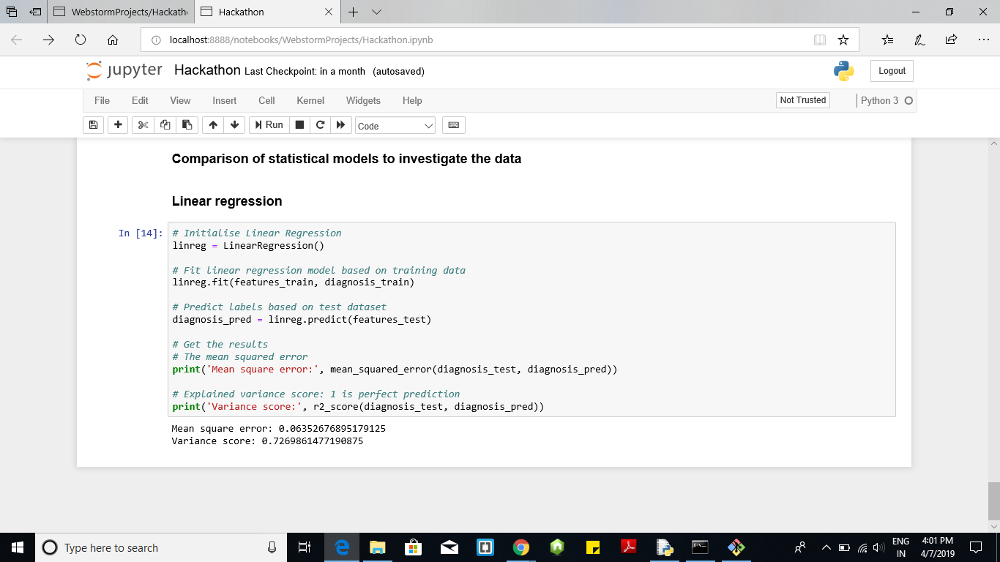 WebstormProjects/Hackath
Hackathon
localhost:8888/notebooks/WebstormProjects/Hackathon.ipynb
jupyter Hackathon Last Checkpoint: in a month (autosaved)
Logout
File Edit View Insert Cell Kernel Widgets Help
Not Trusted
Python 3
Run
Code
Comparison of statistical models to investigate the data
Linear regression
In [14]:
# Initialise Linear Regression
linreg = LinearRegression()
# Fit linear regression model based on training data
linreg.fit(features_train, diagnosis_train)
# Predict labels based on test dataset
diagnosis_pred = linreg.predict(features_test)
# Get the results
# The mean squared error
print('Mean square error:', mean_squared_error(diagnosis_test, diagnosis_pred))
# Explained variance score: 1 is perfect prediction
print('Variance score:', r2_score(diagnosis_test, diagnosis_pred))
Mean square error: 0.06352676895179125
Variance score: 0.7269861477190875
Type here to search
ENG
IN
4:01 PM
4/7/2019